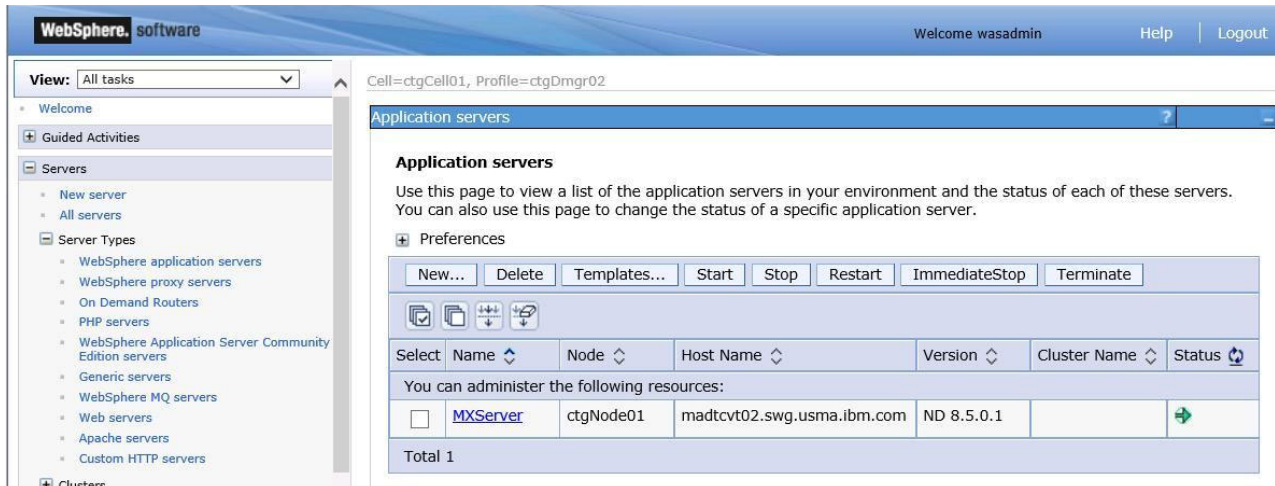 WebSphere. software
Welcome wasadmin
Help
Logout
View: All tasks
Welcome
Guided Activities
Servers
New server
All servers
Server Types
WebSphere application servers
WebSphere proxy servers
On Demand Routers
PHP servers
WebSphere Application Server Community
Edition servers
Generic servers
WebSphere MQ servers
Web servers
Apache servers
Custom HTTP servers
Clusters
Cell=ctgCell01, Profile=ctgDmgr02
Application servers
?
Application servers
Use this page to view a list of the application servers in your environment and the status of each of these servers.
You can also use this page to change the status of a specific application server.
Preferences
New... Delete Templates... Start Stop Restart ImmediateStop Terminate
Select Name Node Host Name Version Cluster Name Status
You can administer the following resources:
MXServer ctgNode01 madtcvt02.swg.usma.ibm.com ND 8.5.0.1
Total 1